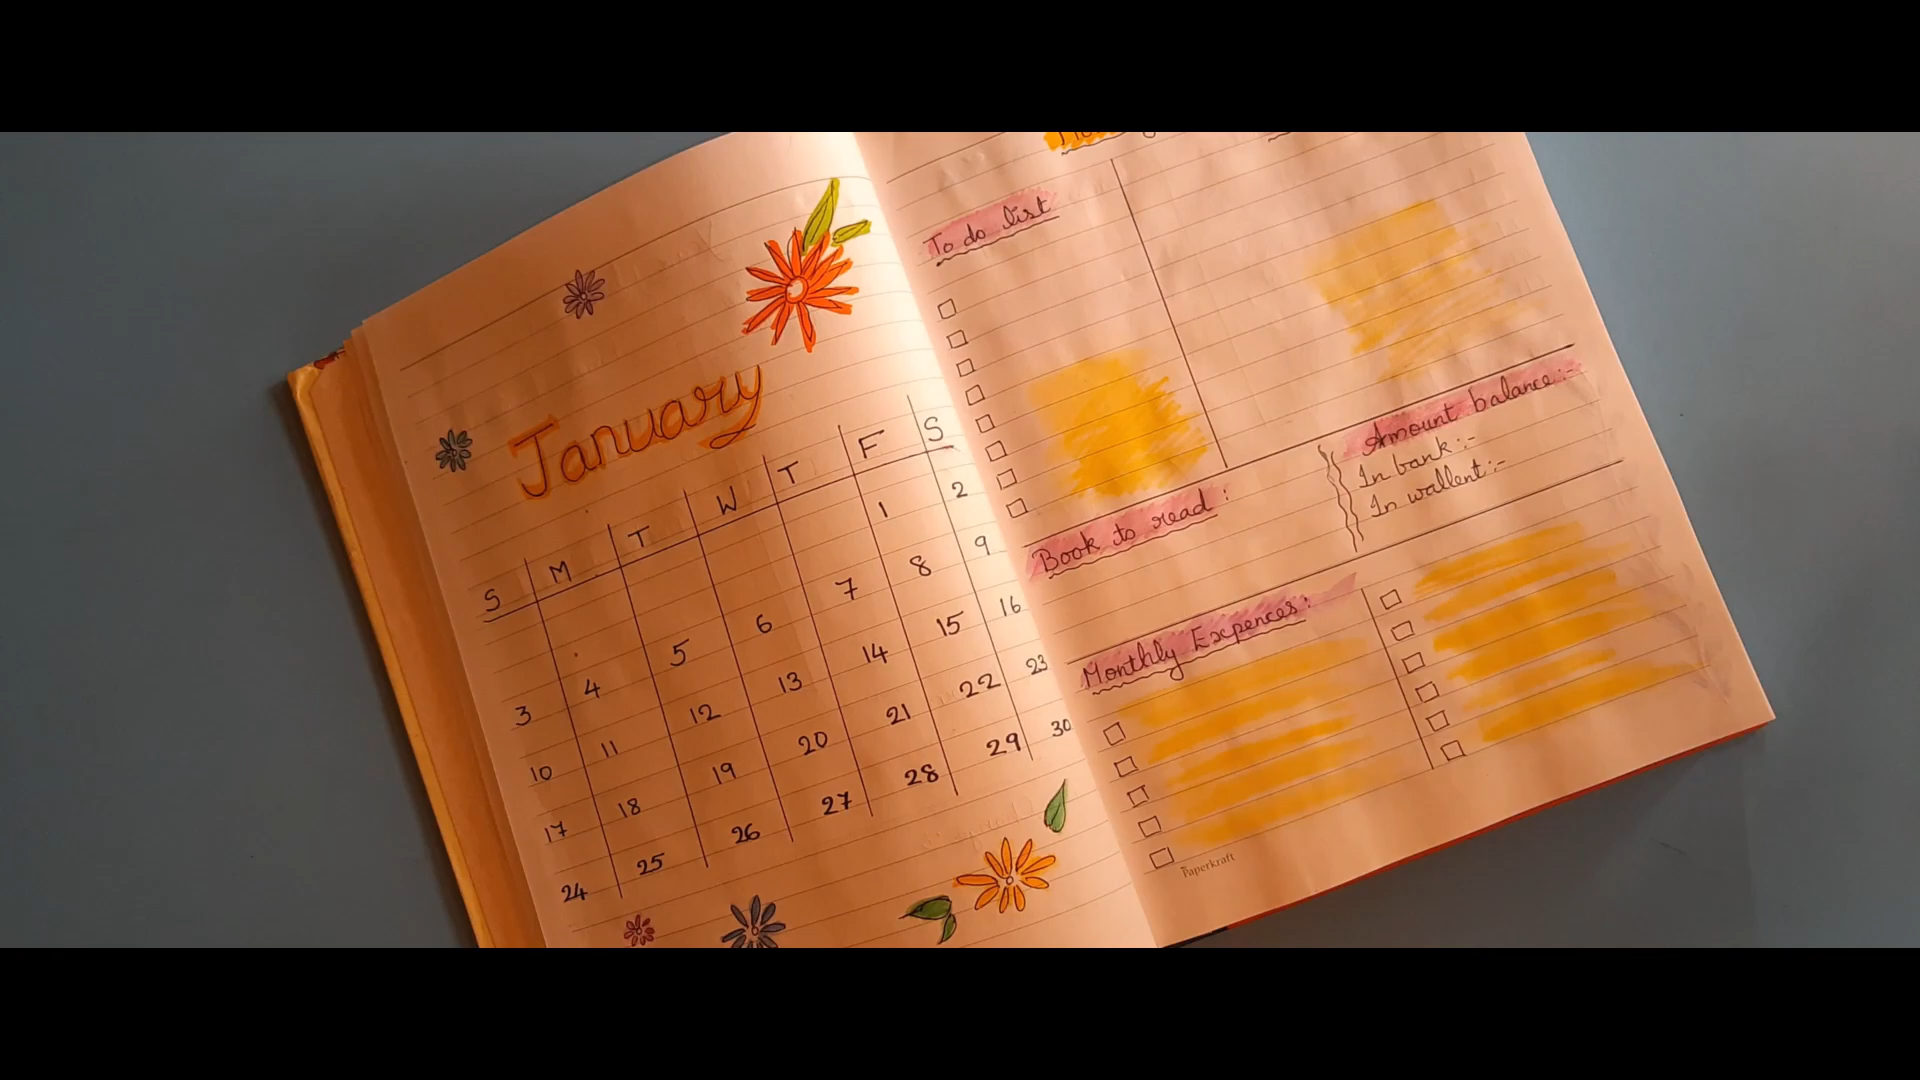 January
S M T W T F S
1 2
3 4 5 6 7 8 9
10 11 12 13 14 15 16
17 18 19 20 21 22 23
24 25 26 27 28 29 30
To do list
Amount balance:-
In bank:-
In wallent:-
Book to read :
Monthly Expences:
Paperkraft